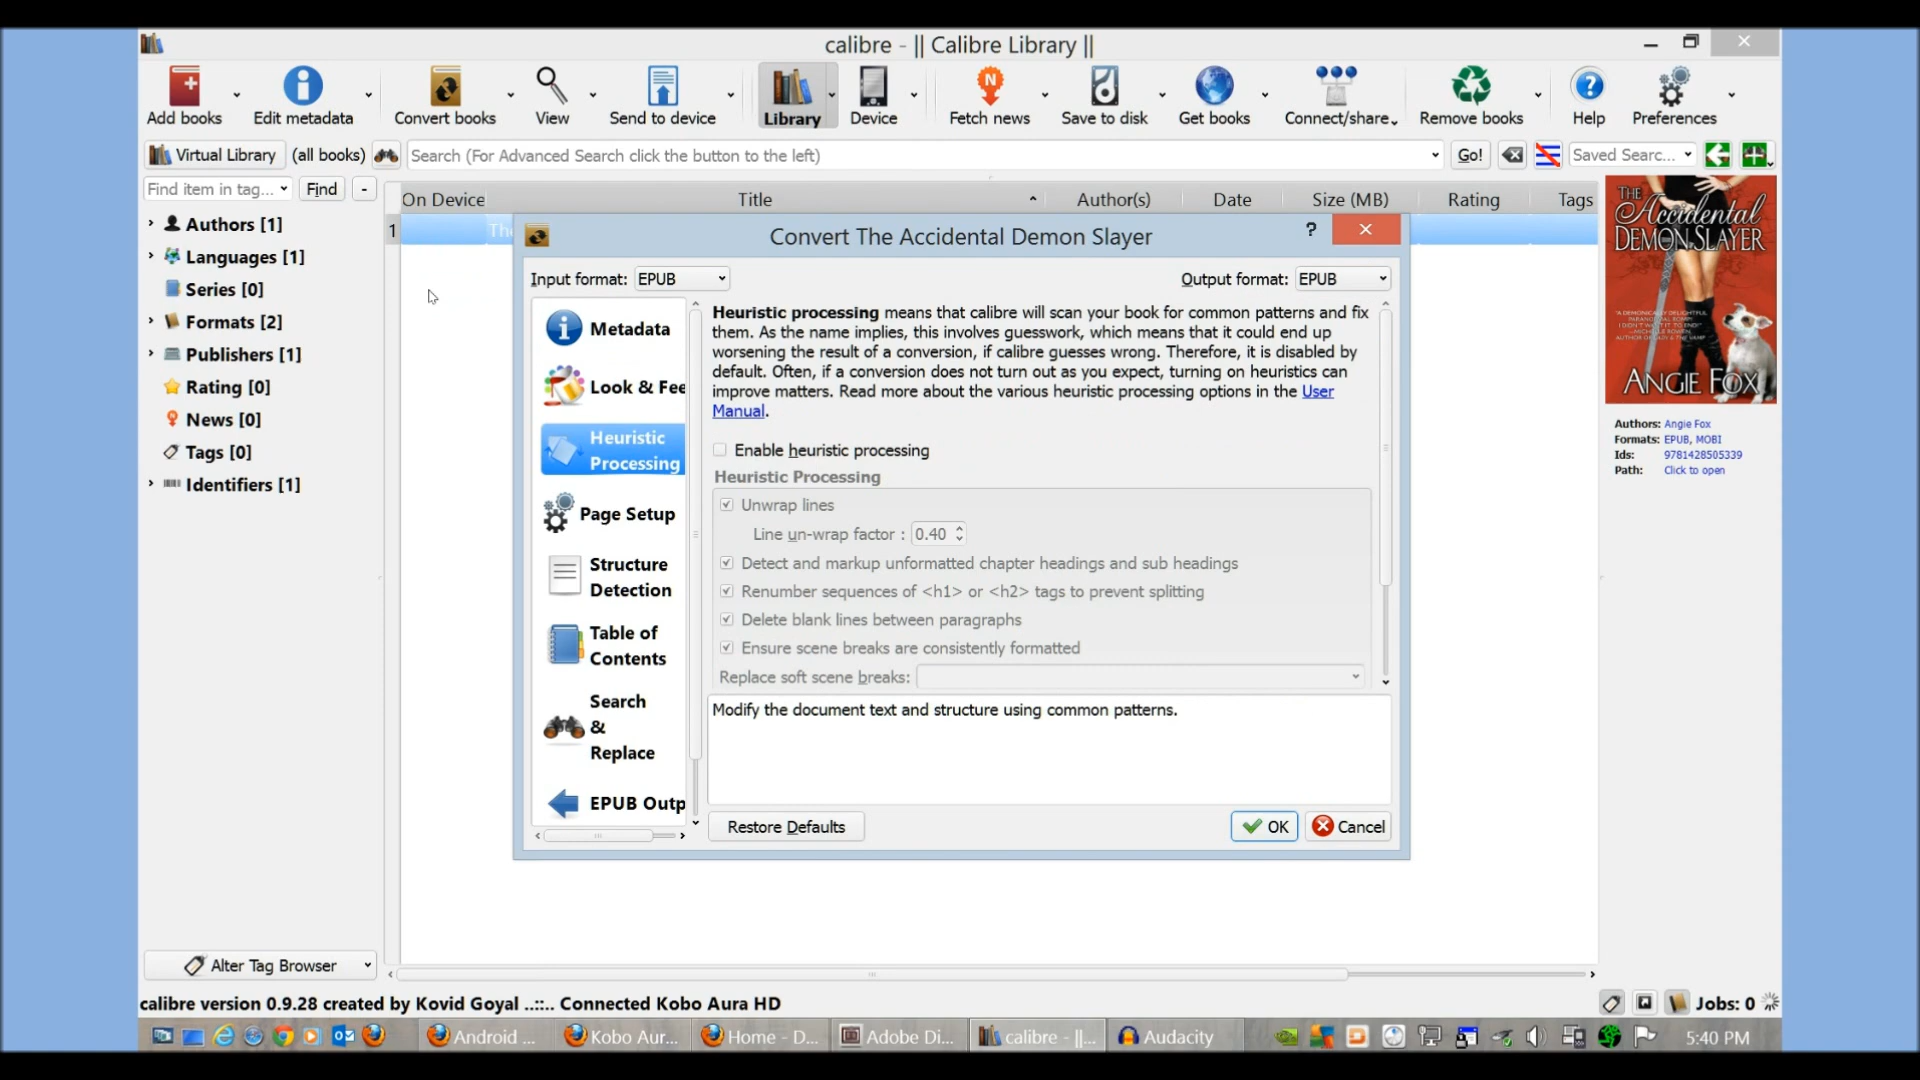 calibre - || Calibre Library ||
Add books
Edit metadata
Convert books
View
Send to device
Library
Device
Fetch news
Save to disk
Get books
Connect/share
Remove books
Help
Preferences
Virtual Library
(all books)
Search (For Advanced Search click the button to the left)
Go!
Saved Searc...
Find item in tag...
Find
-
On Device
Title
Author(s)
Date
Size (MB)
Rating
Tags
1
The
Authors [1]
Languages [1]
Series [0]
Formats [2]
Publishers [1]
Rating [0]
News [0]
Tags [0]
Identifiers [1]
Alter Tag Browser
Convert The Accidental Demon Slayer
?
Input format: EPUB
Output format: EPUB
Metadata
Look & Fee
Heuristic
Processing
Page Setup
Structure
Detection
Table of
Contents
Search
&
Replace
EPUB Outp
Heuristic processing means that calibre will scan your book for common patterns and fix
them. As the name implies, this involves guesswork, which means that it could end up
worsening the result of a conversion, if calibre guesses wrong. Therefore, it is disabled by
default. Often, if a conversion does not turn out as you expect, turning on heuristics can
improve matters. Read more about the various heuristic processing options in the User
Manual.
Enable heuristic processing
Heuristic Processing
Unwrap lines
Line un-wrap factor : 0.40
Detect and markup unformatted chapter headings and sub headings
Renumber sequences of <h1> or <h2> tags to prevent splitting
Delete blank lines between paragraphs
Ensure scene breaks are consistently formatted
Replace soft scene breaks:
Modify the document text and structure using common patterns.
Restore Defaults
OK
Cancel
THE
Accidental
DEMON SLAYER
ANGIE FOX
Authors: Angie Fox
Formats: EPUB, MOBI
Ids: 9781428505339
Path: Click to open
calibre version 0.9.28 created by Kovid Goyal ..::.. Connected Kobo Aura HD
Jobs: 0
Android ...
Kobo Aur...
Home - D...
Adobe Di...
calibre - ||...
Audacity
5:40 PM